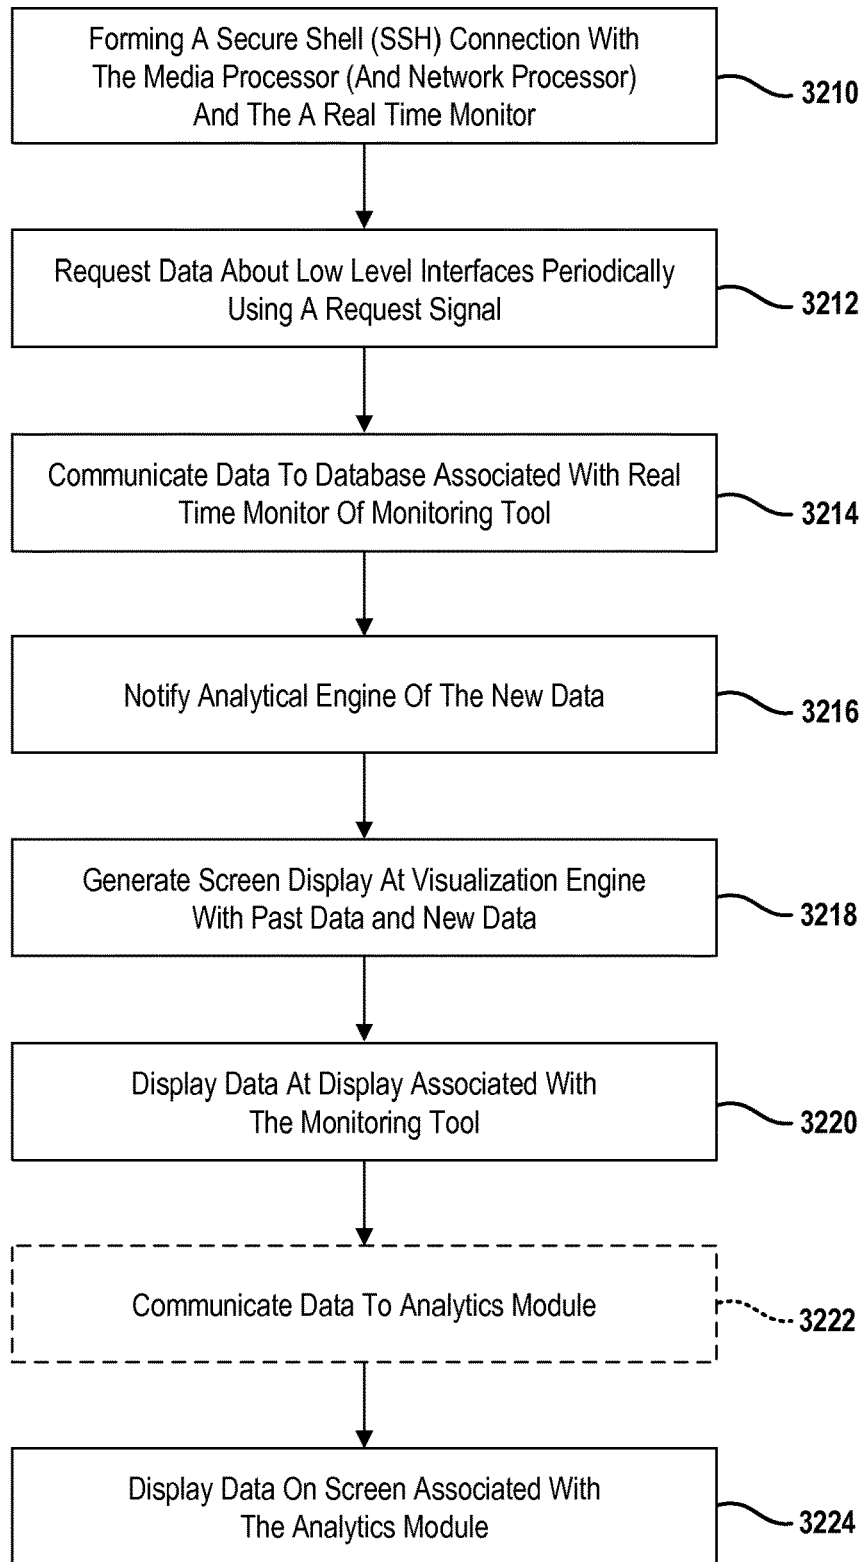 Forming A Secure Shell (SSH) Connection With
The Media Processor (And Network Processor)
And The A Real Time Monitor
3210
Request Data About Low Level Interfaces Periodically
Using A Request Signal
3212
Communicate Data To Database Associated With Real
Time Monitor Of Monitoring Tool
3214
Notify Analytical Engine Of The New Data
3216
Generate Screen Display At Visualization Engine
With Past Data and New Data
3218
Display Data At Display Associated With
The Monitoring Tool
3220
Communicate Data To Analytics Module
3222
Display Data On Screen Associated With
The Analytics Module
3224